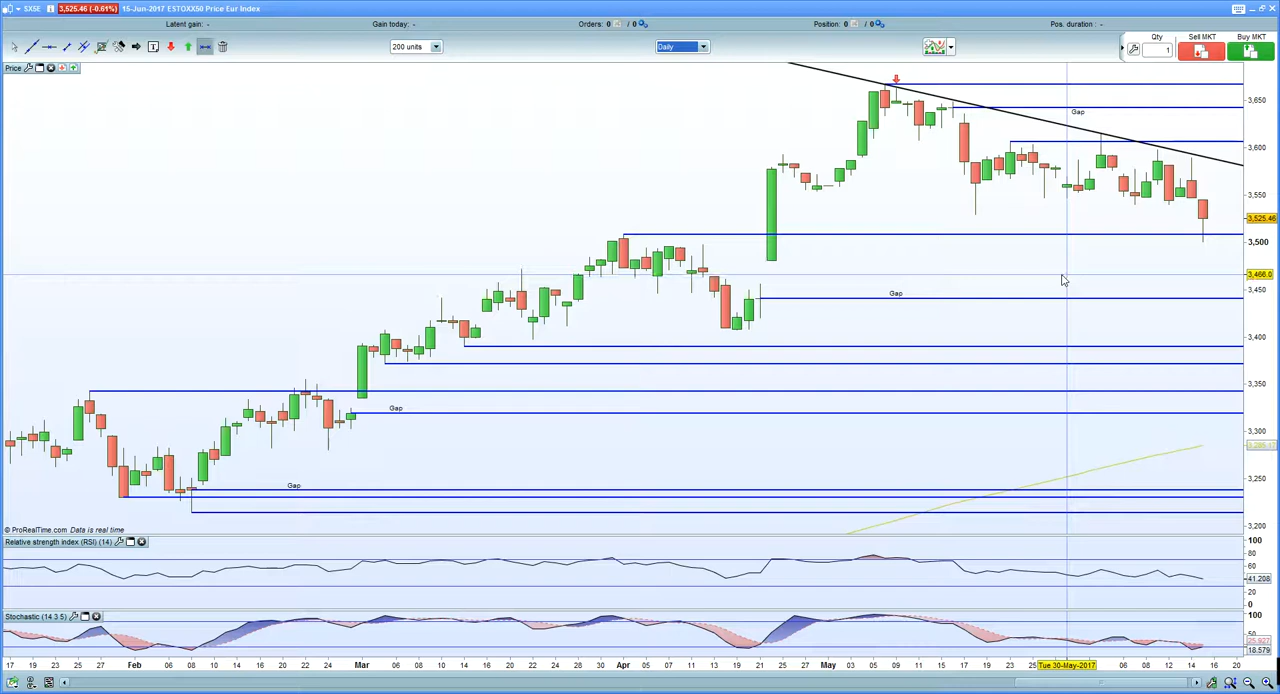 SX5E 3,525.46 (-0.61%) 15-Jun-2017 ESTOXX50 Price Eur Index
Latent gain: - Gain today: - Orders: 0 / 0 Position: 0 / 0 Pos. duration : -
200 units Daily Qty 1 Sell MKT Buy MKT
Price
3,650
Gap
3,600
3,550
3,525.46
3,500
3,466.0
Gap
3,450
3,400
3,350
Gap
3,300
3,250
Gap
3,200
© ProRealTime.com Data is real time
Relative strength index (RSI) (14)
100
80
60
41.208
20
0
Stochastic (14 3 5)
100
50
25.927
18.579
17 19 23 25 27 Feb 06 08 10 14 16 20 22 24 28 Mar 06 08 10 14 16 20 22 24 28 30 Apr 05 07 11 13 19 21 25 27 May 03 05 09 11 15 17 19 23 25 Tue 30-May-2017 06 08 12 14 16 20